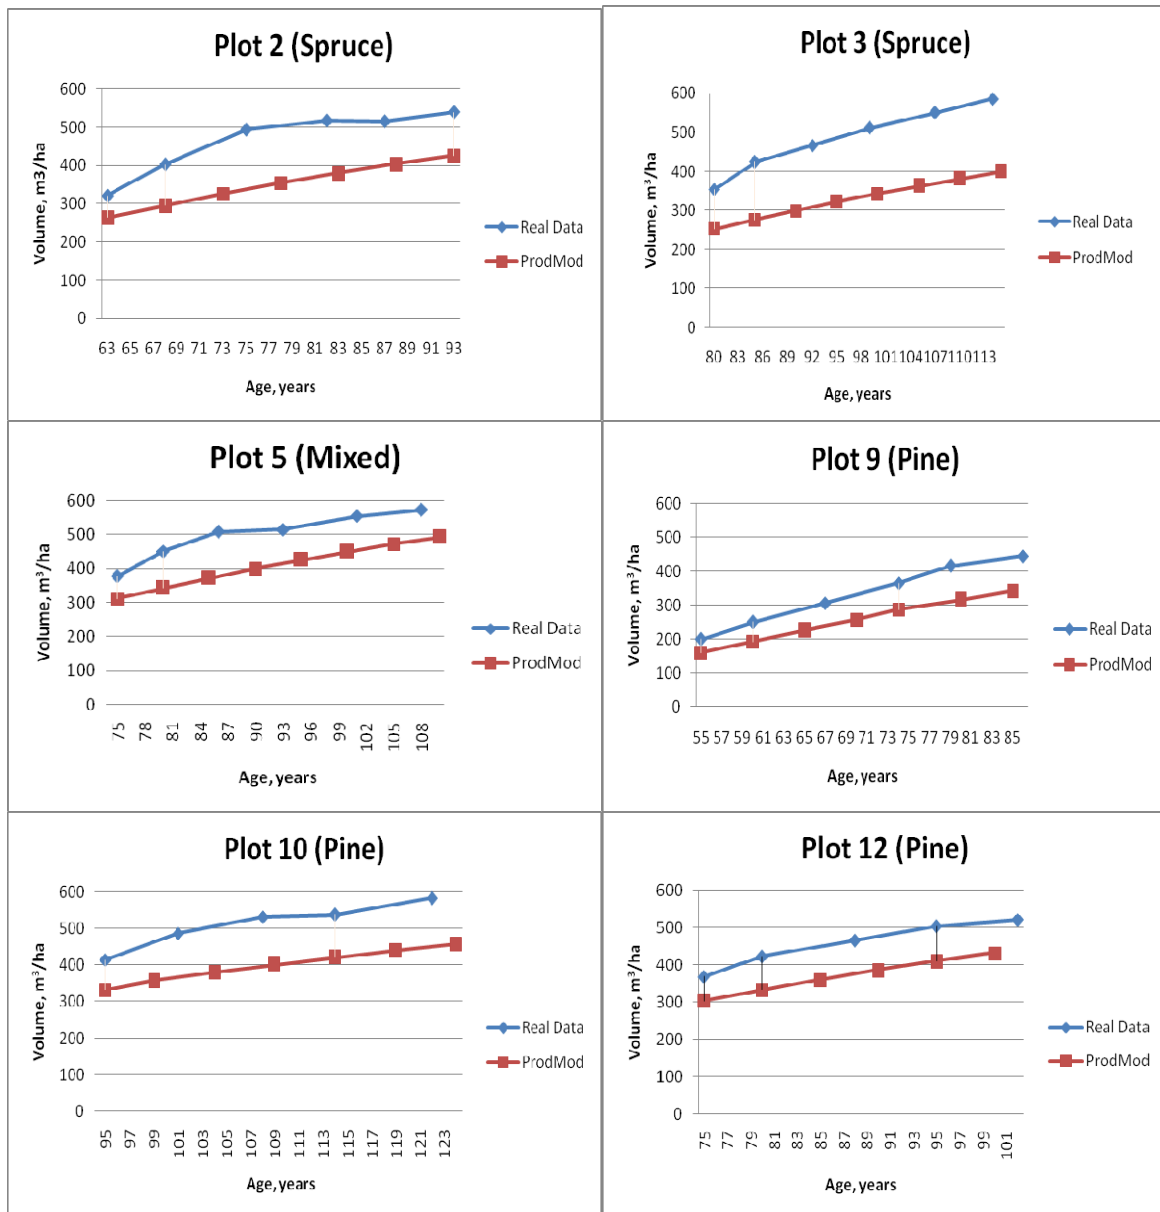 Plot 2 (Spruce)
600
500
400
300
200
100
0
Volume, m3/ha
63 65 67 69 71 73 75 77 79 81 83 85 87 89 91 93
Age, years
Real Data
ProdMod
Plot 3 (Spruce)
600
500
400
300
200
100
0
Volume, m³/ha
80 83 86 89 92 95 98 101104107110113
Age, years
Real Data
ProdMod
Plot 5 (Mixed)
600
500
400
300
200
100
0
Volume, m³/ha
75 78 81 84 87 90 93 96 99 102 105 108
Age, years
Real Data
ProdMod
Plot 9 (Pine)
600
500
400
300
200
100
0
Volume, m³/ha
55 57 59 61 63 65 67 69 71 73 75 77 79 81 83 85
Age, years
Real Data
ProdMod
Plot 10 (Pine)
600
500
400
300
200
100
0
Volume, m³/ha
95 97 99 101 103 105 107 109 111 113 115 117 119 121 123
Age, years
Real Data
ProdMod
Plot 12 (Pine)
600
500
400
300
200
100
0
Volume, m³/ha
75 77 79 81 83 85 87 89 91 93 95 97 99 101
Age, years
Real Data
ProdMod